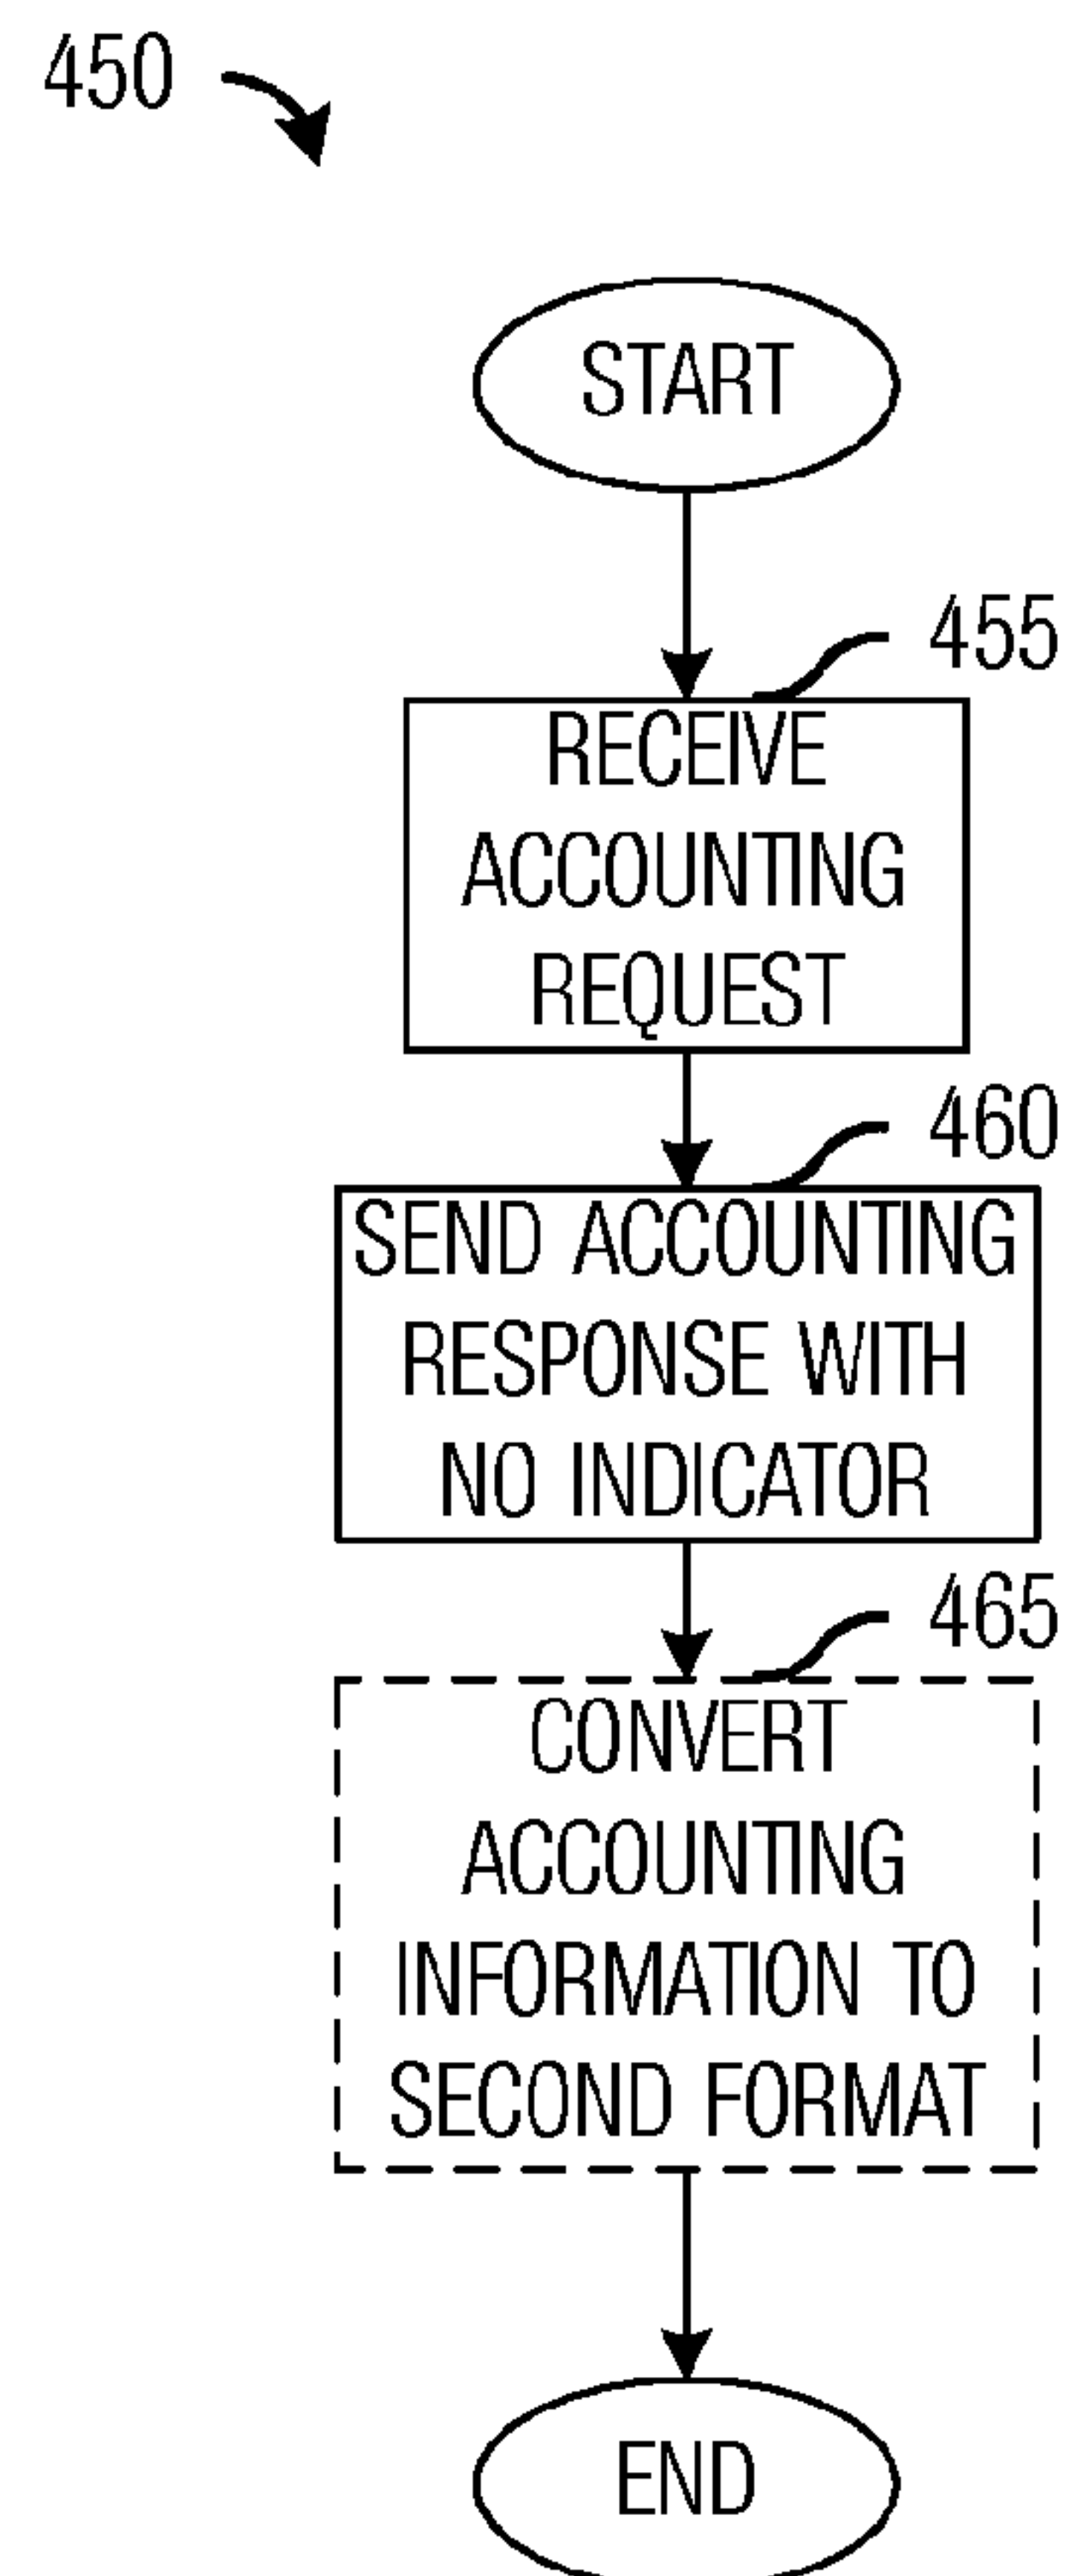 450
START
455
RECEIVE
ACCOUNTING
REQUEST
460
SEND ACCOUNTING
RESPONSE WITH
NO INDICATOR
465
CONVERT
ACCOUNTING
INFORMATION TO
SECOND FORMAT
END